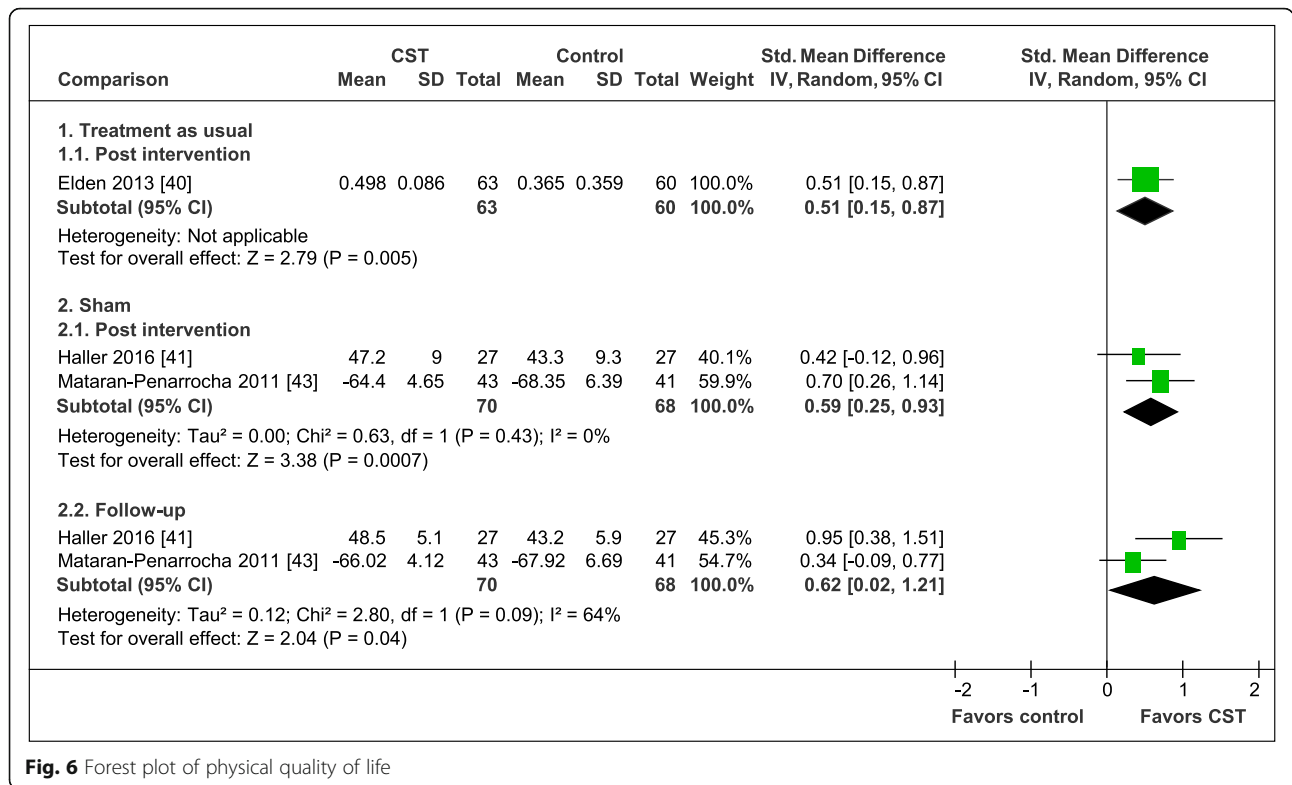 CST Control Std. Mean Difference Std. Mean Difference
Comparison Mean SD Total Mean SD Total Weight IV, Random, 95% CI IV, Random, 95% CI
1. Treatment as usual
1.1. Post intervention
Elden 2013 [40] 0.498 0.086 63 0.365 0.359 60 100.0% 0.51 [0.15, 0.87]
Subtotal (95% CI) 63 60 100.0% 0.51 [0.15, 0.87]
Heterogeneity: Not applicable
Test for overall effect: Z = 2.79 (P = 0.005)
2. Sham
2.1. Post intervention
Haller 2016 [41] 47.2 9 27 43.3 9.3 27 40.1% 0.42 [-0.12, 0.96]
Mataran-Penarrocha 2011 [43] -64.4 4.65 43 -68.35 6.39 41 59.9% 0.70 [0.26, 1.14]
Subtotal (95% CI) 70 68 100.0% 0.59 [0.25, 0.93]
Heterogeneity: Tau² = 0.00; Chi² = 0.63, df = 1 (P = 0.43); I² = 0%
Test for overall effect: Z = 3.38 (P = 0.0007)
2.2. Follow-up
Haller 2016 [41] 48.5 5.1 27 43.2 5.9 27 45.3% 0.95 [0.38, 1.51]
Mataran-Penarrocha 2011 [43] -66.02 4.12 43 -67.92 6.69 41 54.7% 0.34 [-0.09, 0.77]
Subtotal (95% CI) 70 68 100.0% 0.62 [0.02, 1.21]
Heterogeneity: Tau² = 0.12; Chi² = 2.80, df = 1 (P = 0.09); I² = 64%
Test for overall effect: Z = 2.04 (P = 0.04)
-2 -1 0 1 2
Favors control Favors CST
Fig. 6 Forest plot of physical quality of life